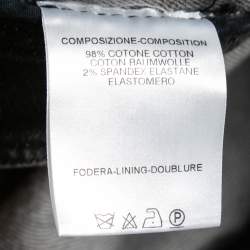 COMPOSIZIONE-COMPOSITION
98% COTONE COTTON
COTON BAUMWOLLE
2% SPANDEX ELASTANE
ELASTOMERO
FODERA-LINING-DOUBLURE
P